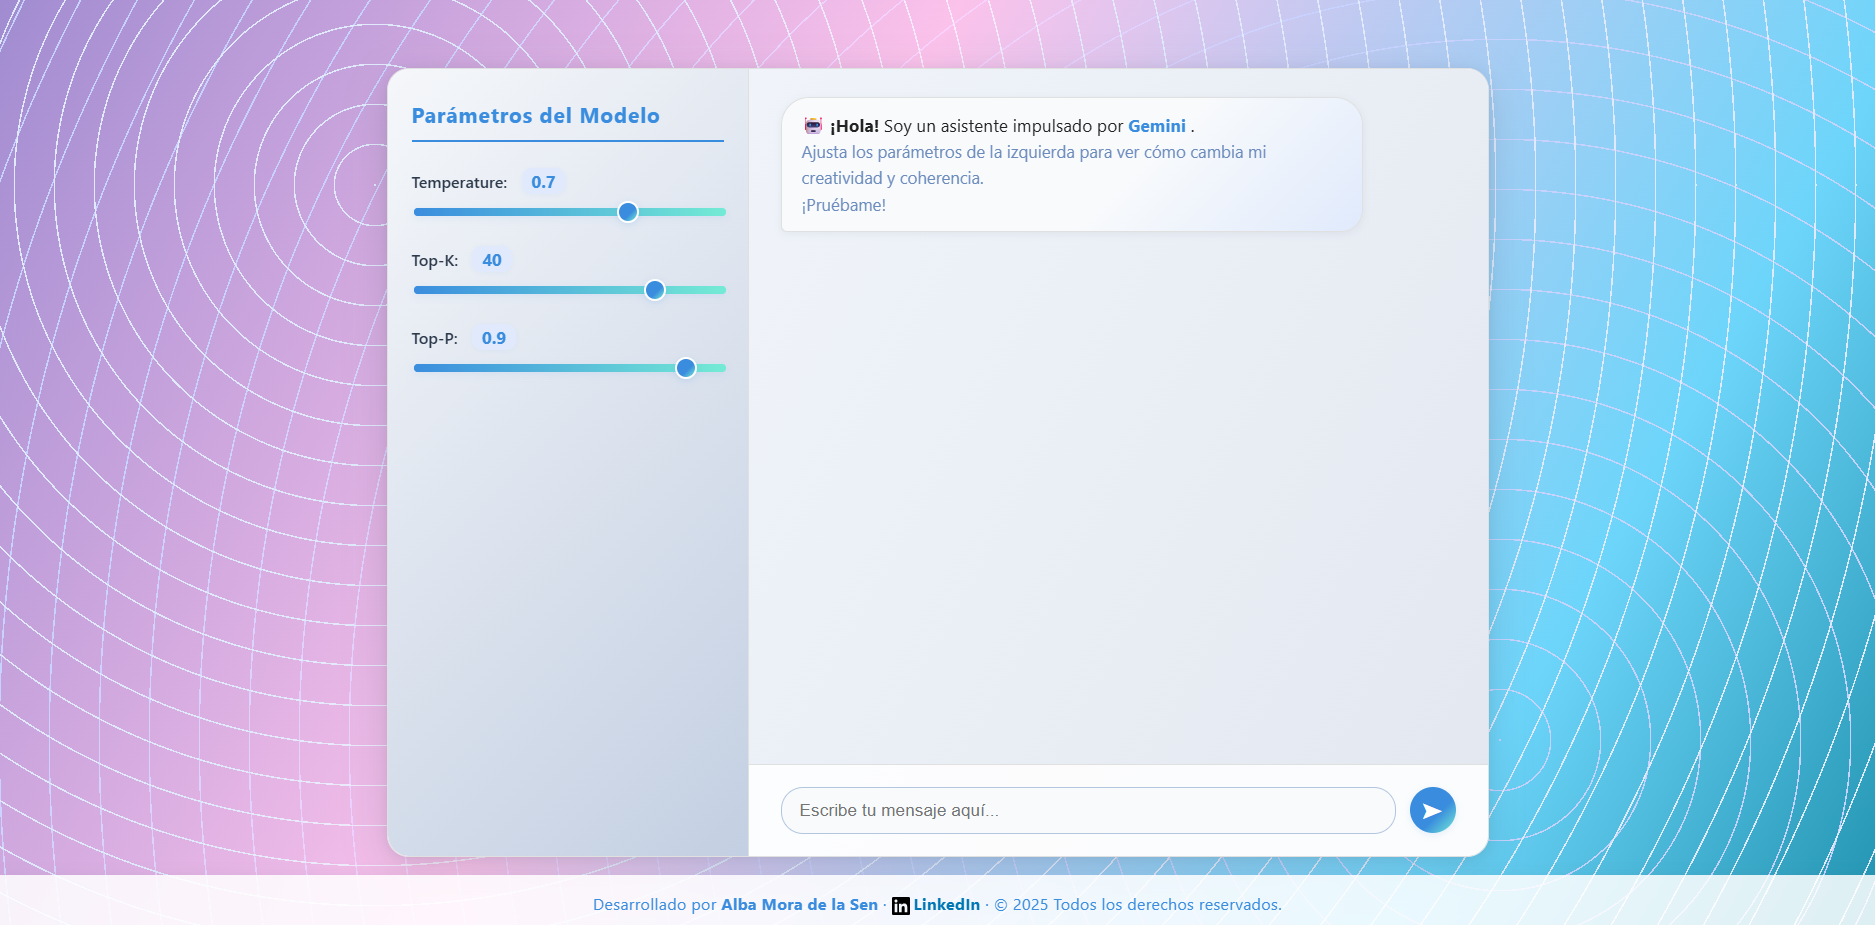 Parámetros del Modelo
Temperature: 0.7
Top-K: 40
Top-P: 0.9
¡Hola! Soy un asistente impulsado por Gemini .
Ajusta los parámetros de la izquierda para ver cómo cambia mi
creatividad y coherencia.
¡Pruébame!
Escribe tu mensaje aquí...
Desarrollado por Alba Mora de la Sen · in LinkedIn · © 2025 Todos los derechos reservados.